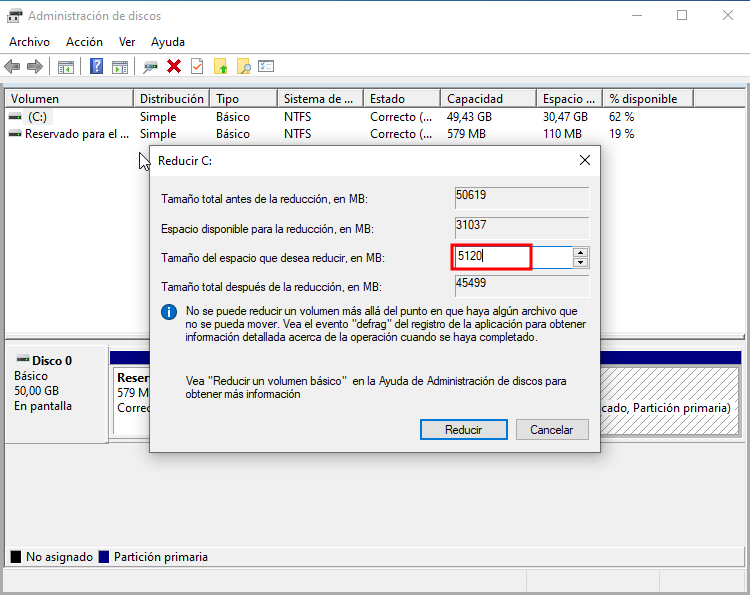 Administración de discos
Archivo Acción Ver Ayuda
Volumen Distribución Tipo Sistema de ... Estado Capacidad Espacio ... % disponible
(C:) Simple Básico NTFS Correcto (... 49,43 GB 30,47 GB 62 %
Reservado para el ... Simple Básico NTFS Correcto (... 579 MB 110 MB 19 %
Reducir C:
Tamaño total antes de la reducción, en MB: 50619
Espacio disponible para la reducción, en MB: 31037
Tamaño del espacio que desea reducir, en MB: 5120
Tamaño total después de la reducción, en MB: 45499
No se puede reducir un volumen más allá del punto en que haya algún archivo que
no se pueda mover. Vea el evento "defrag" del registro de la aplicación para obtener
información detallada acerca de la operación cuando se haya completado.
Vea "Reducir un volumen básico" en la Ayuda de Administración de discos para
obtener más información
Reducir Cancelar
Disco 0
Básico
50,00 GB
En pantalla
Reser
579 M
Correc
cado, Partición primaria)
No asignado Partición primaria